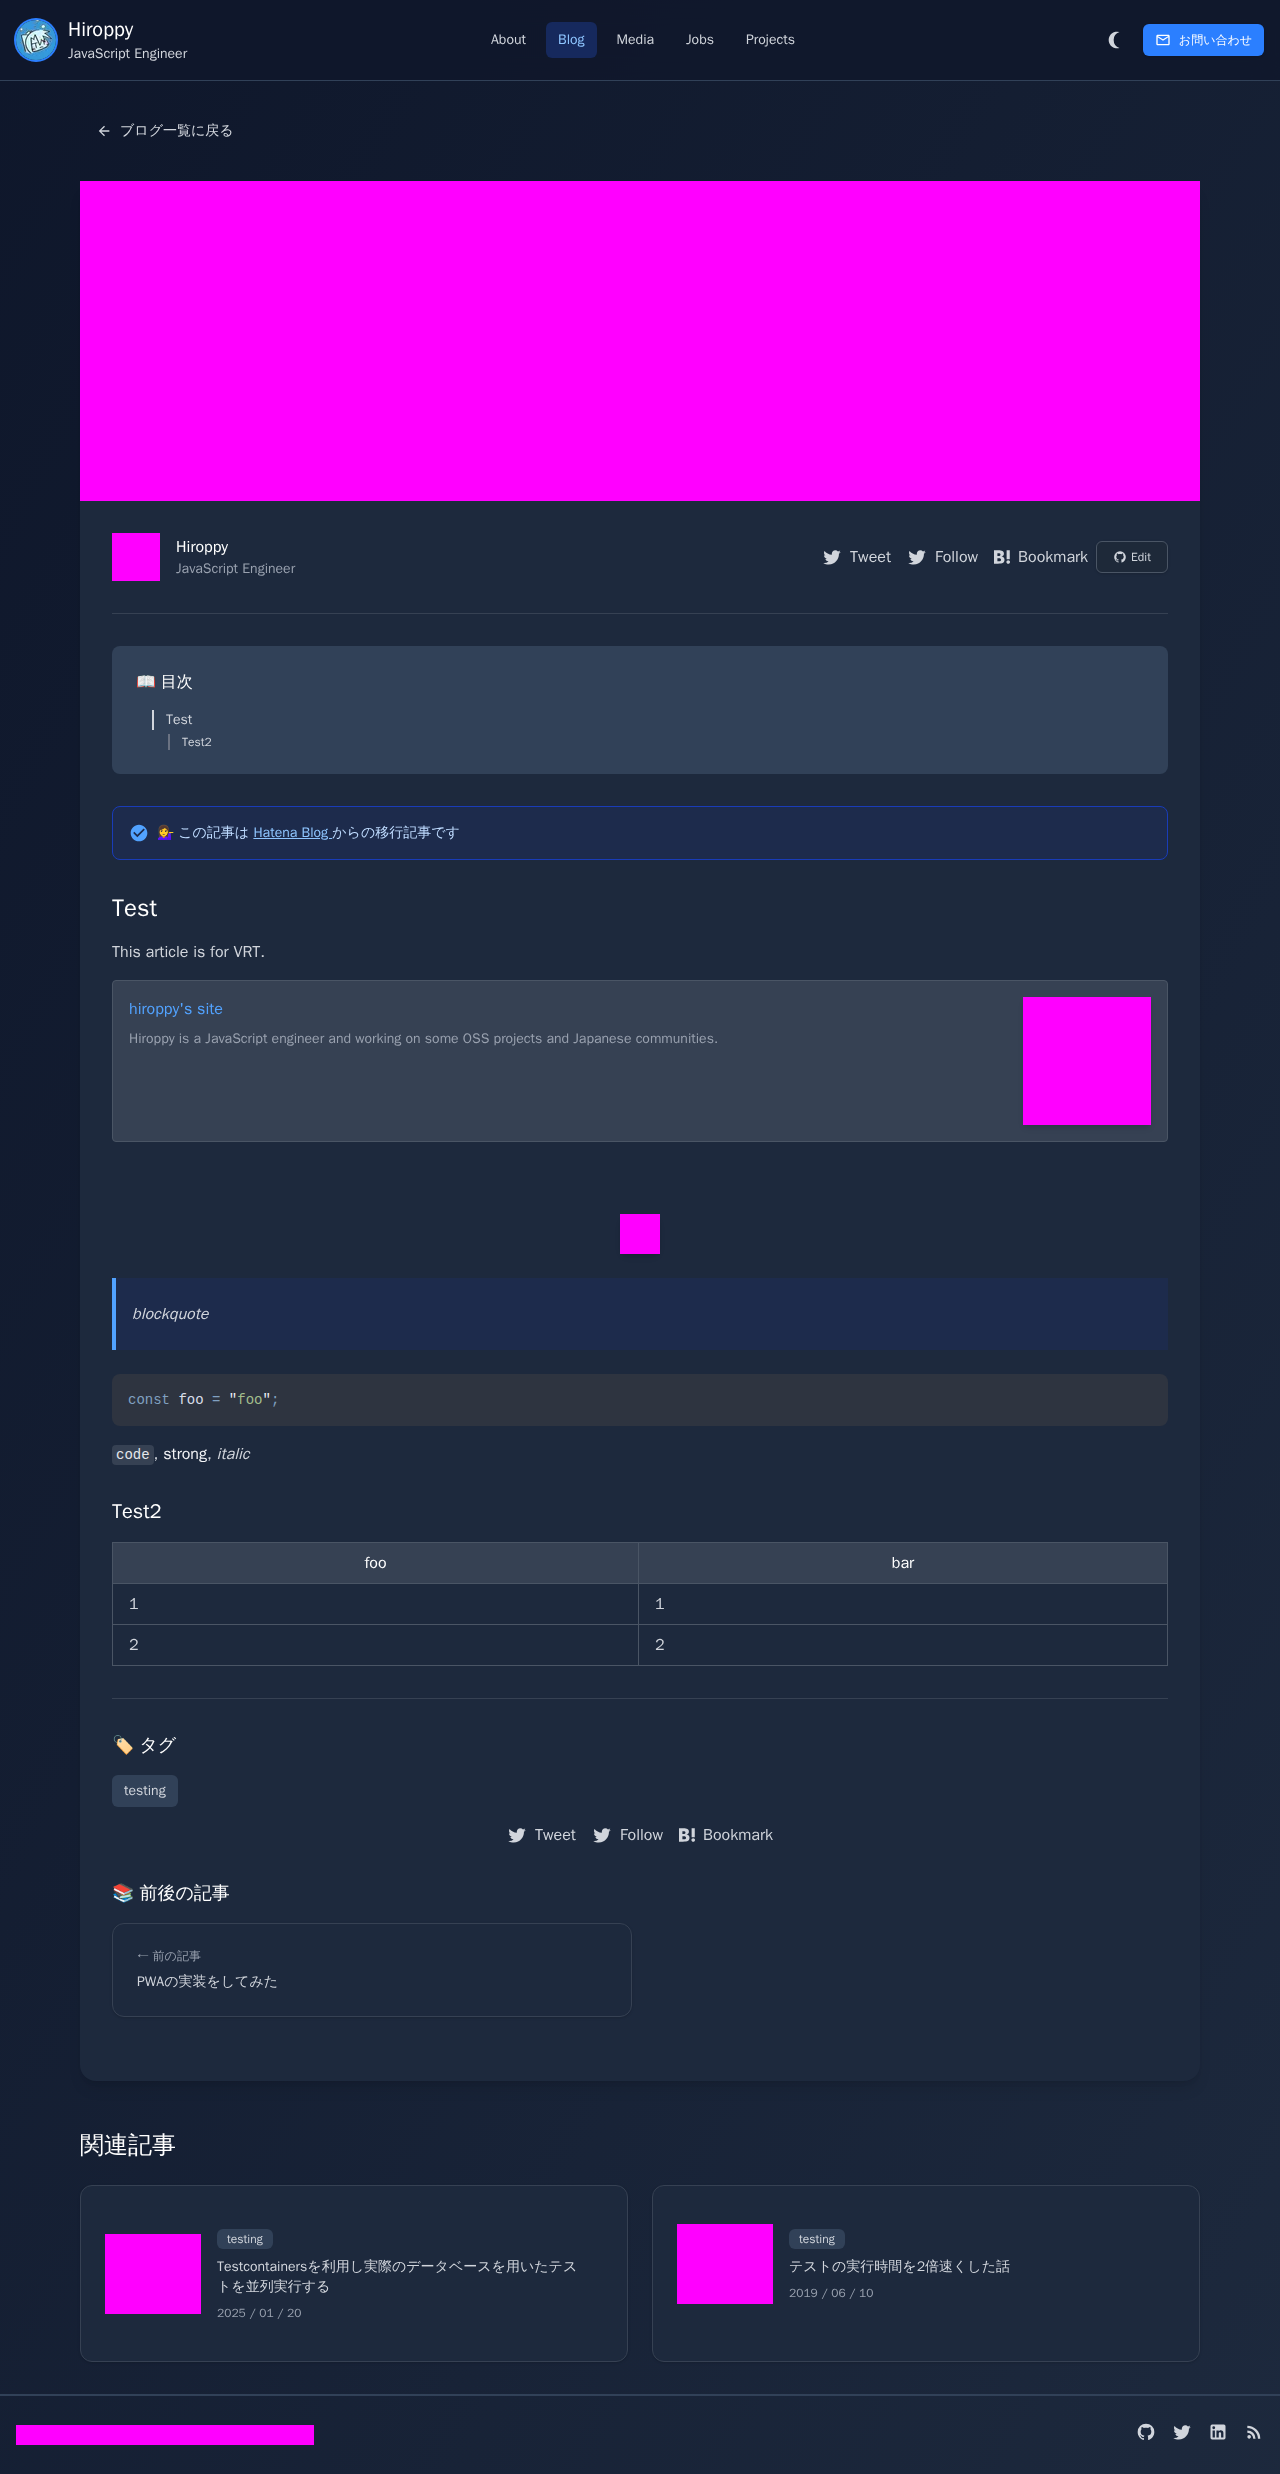 Hiroppy
JavaScript Engineer
About
Blog
Media
Jobs
Projects
お問い合わせ
ブログ一覧に戻る
Hiroppy
JavaScript Engineer
Tweet
Follow
B! Bookmark
Edit
📖 目次
Test
Test2
💁‍♀️ この記事は Hatena Blog からの移行記事です
Test
This article is for VRT.
hiroppy's site
Hiroppy is a JavaScript engineer and working on some OSS projects and Japanese communities.
blockquote
const foo = "foo";
code, strong, italic
Test2
foo bar
1 1
2 2
🏷️ タグ
testing
Tweet
Follow
B! Bookmark
📚 前後の記事
← 前の記事
PWAの実装をしてみた
関連記事
testing
Testcontainersを利用し実際のデータベースを用いたテス
トを並列実行する
2025 / 01 / 20
testing
テストの実行時間を2倍速くした話
2019 / 06 / 10